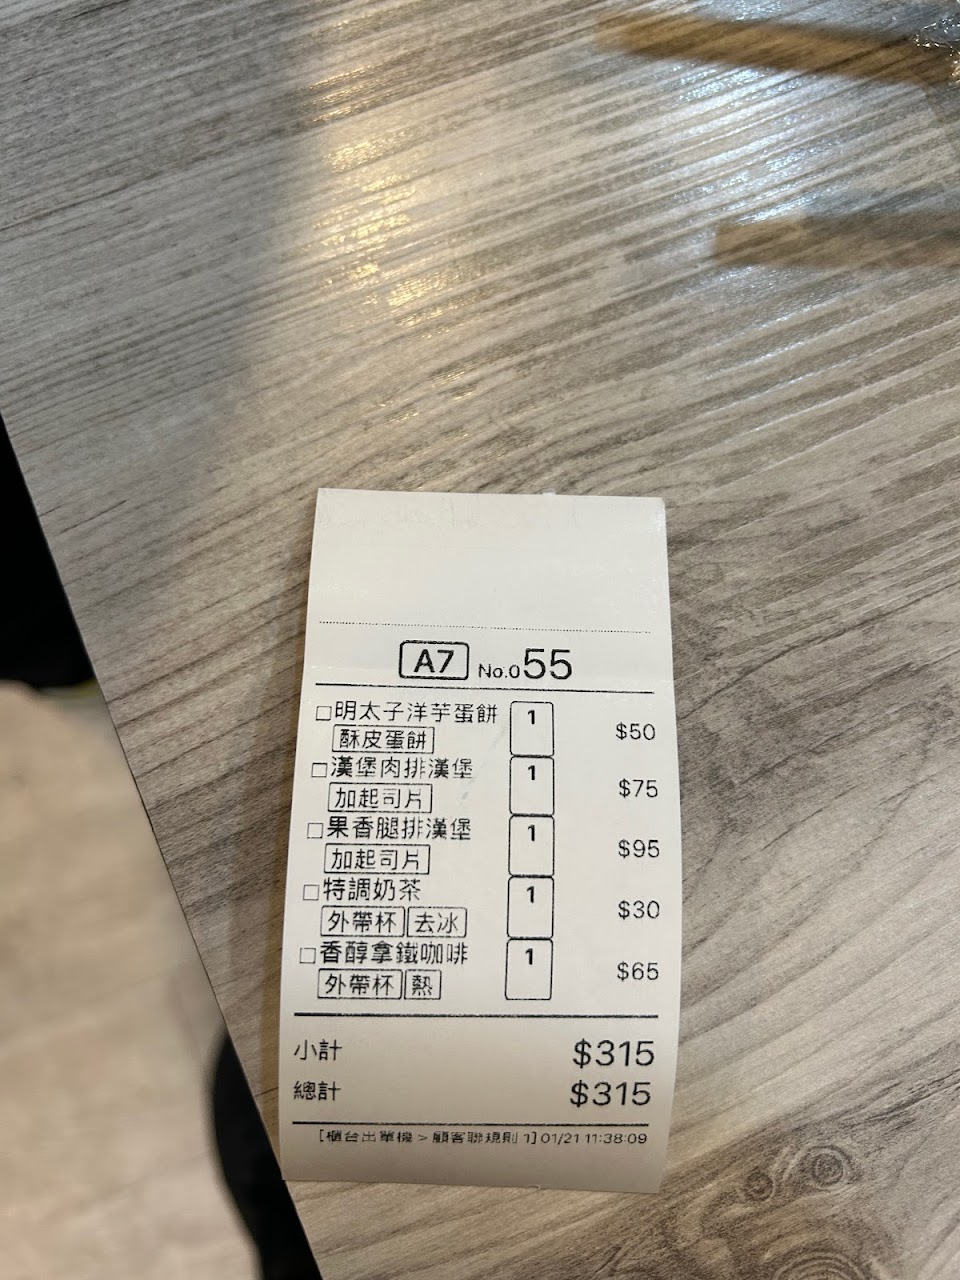 A7 No.055
□明太子洋芋蛋餅 1 $50
酥皮蛋餅
□漢堡肉排漢堡 1 $75
加起司片
□果香腿排漢堡 1 $95
加起司片
□特調奶茶 1 $30
外帶杯 去冰
□香醇拿鐵咖啡 1 $65
外帶杯 熱
小計 $315
總計 $315
[櫃台出單機 > 顧客聯規則 1] 01/21 11:38:09